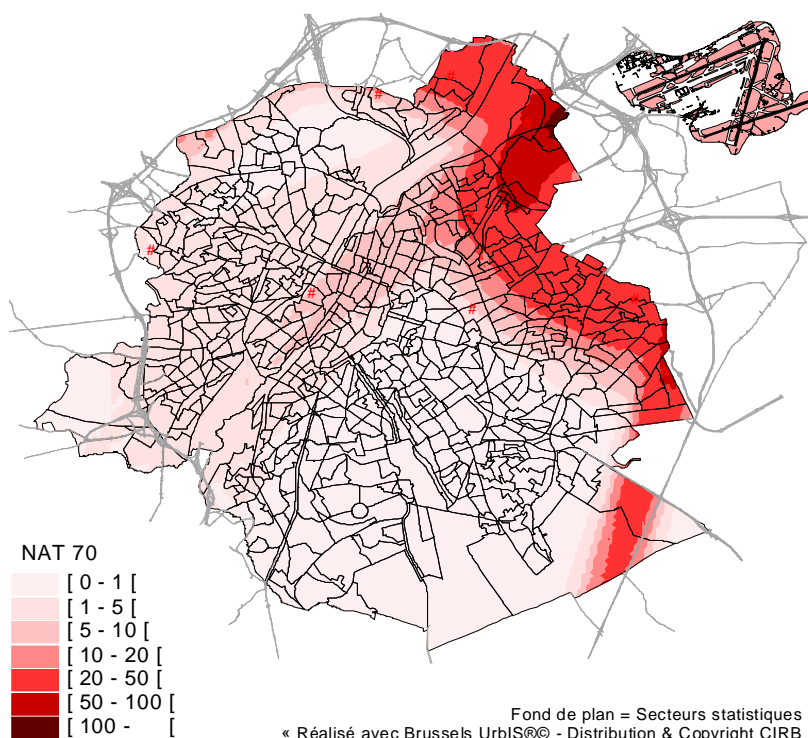 #
#
#
#
#
#
#
NAT 70
[ 0 - 1 [
[ 1 - 5 [
[ 5 - 10 [
[ 10 - 20 [
[ 20 - 50 [
[ 50 - 100 [
[ 100 - [
Fond de plan = Secteurs statistiques
« Réalisé avec Brussels UrbIS®© - Distribution & Copyright CIRB